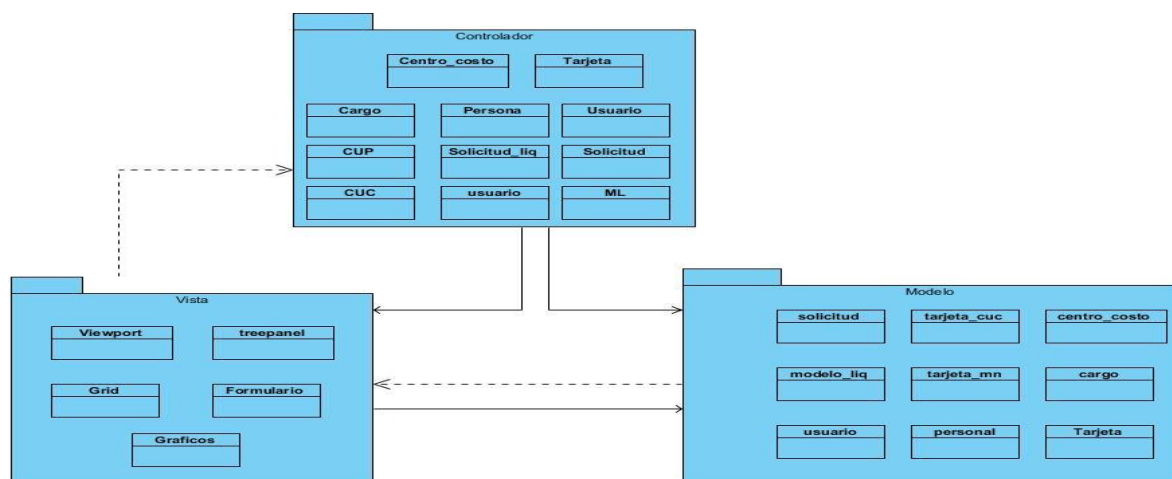 Controlador
Centro_costo Tarjeta
Cargo Persona Usuario
CUP Solicitud_liq Solicitud
CUC usuario ML
Vista
Viewport treepanel
Grid Formulario
Graficos
Modelo
solicitud tarjeta_cuc centro_costo
modelo_liq tarjeta_mn cargo
usuario personal Tarjeta